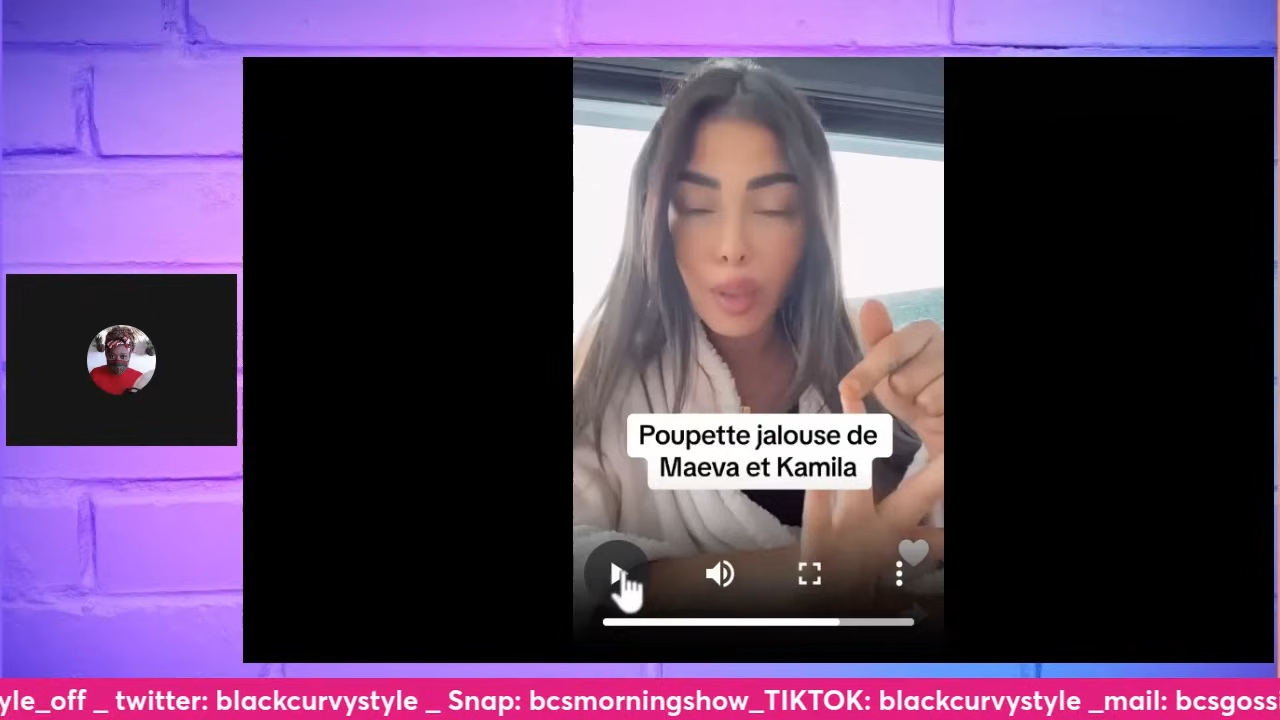 Poupette jalouse de
Maeva et Kamila
yle_off _ twitter: blackcurvystyle _ Snap: bcsmorningshow_TIKTOK: blackcurvystyle _mail: bcsgossi